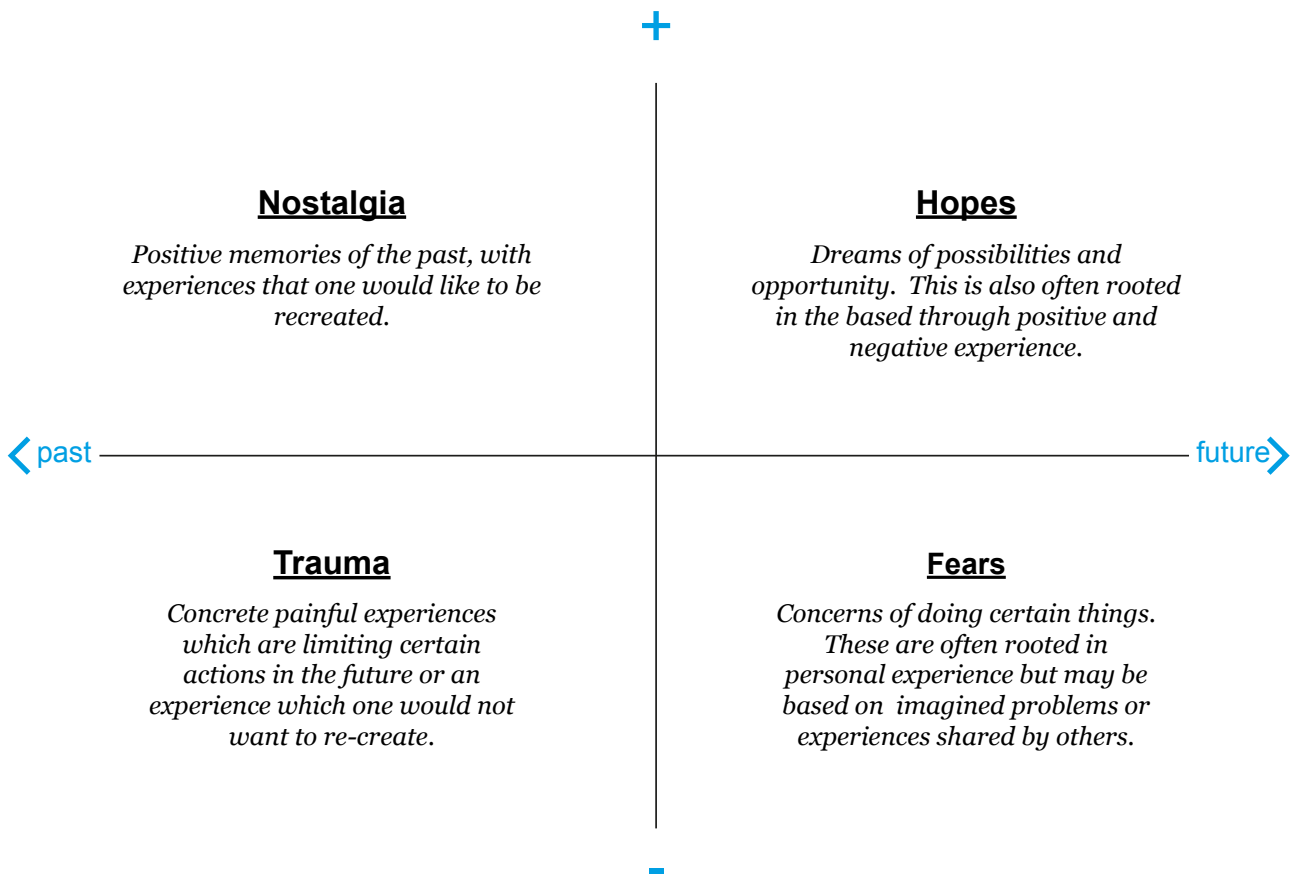 +
Nostalgia
Positive memories of the past, with
experiences that one would like to be
recreated.
Hopes
Dreams of possibilities and
opportunity.  This is also often rooted
in the based through positive and
negative experience.
past
future
Trauma
Concrete painful experiences
which are limiting certain
actions in the future or an
experience which one would not
want to re-create.
Fears
Concerns of doing certain things.
These are often rooted in
personal experience but may be
based on  imagined problems or
experiences shared by others.
-